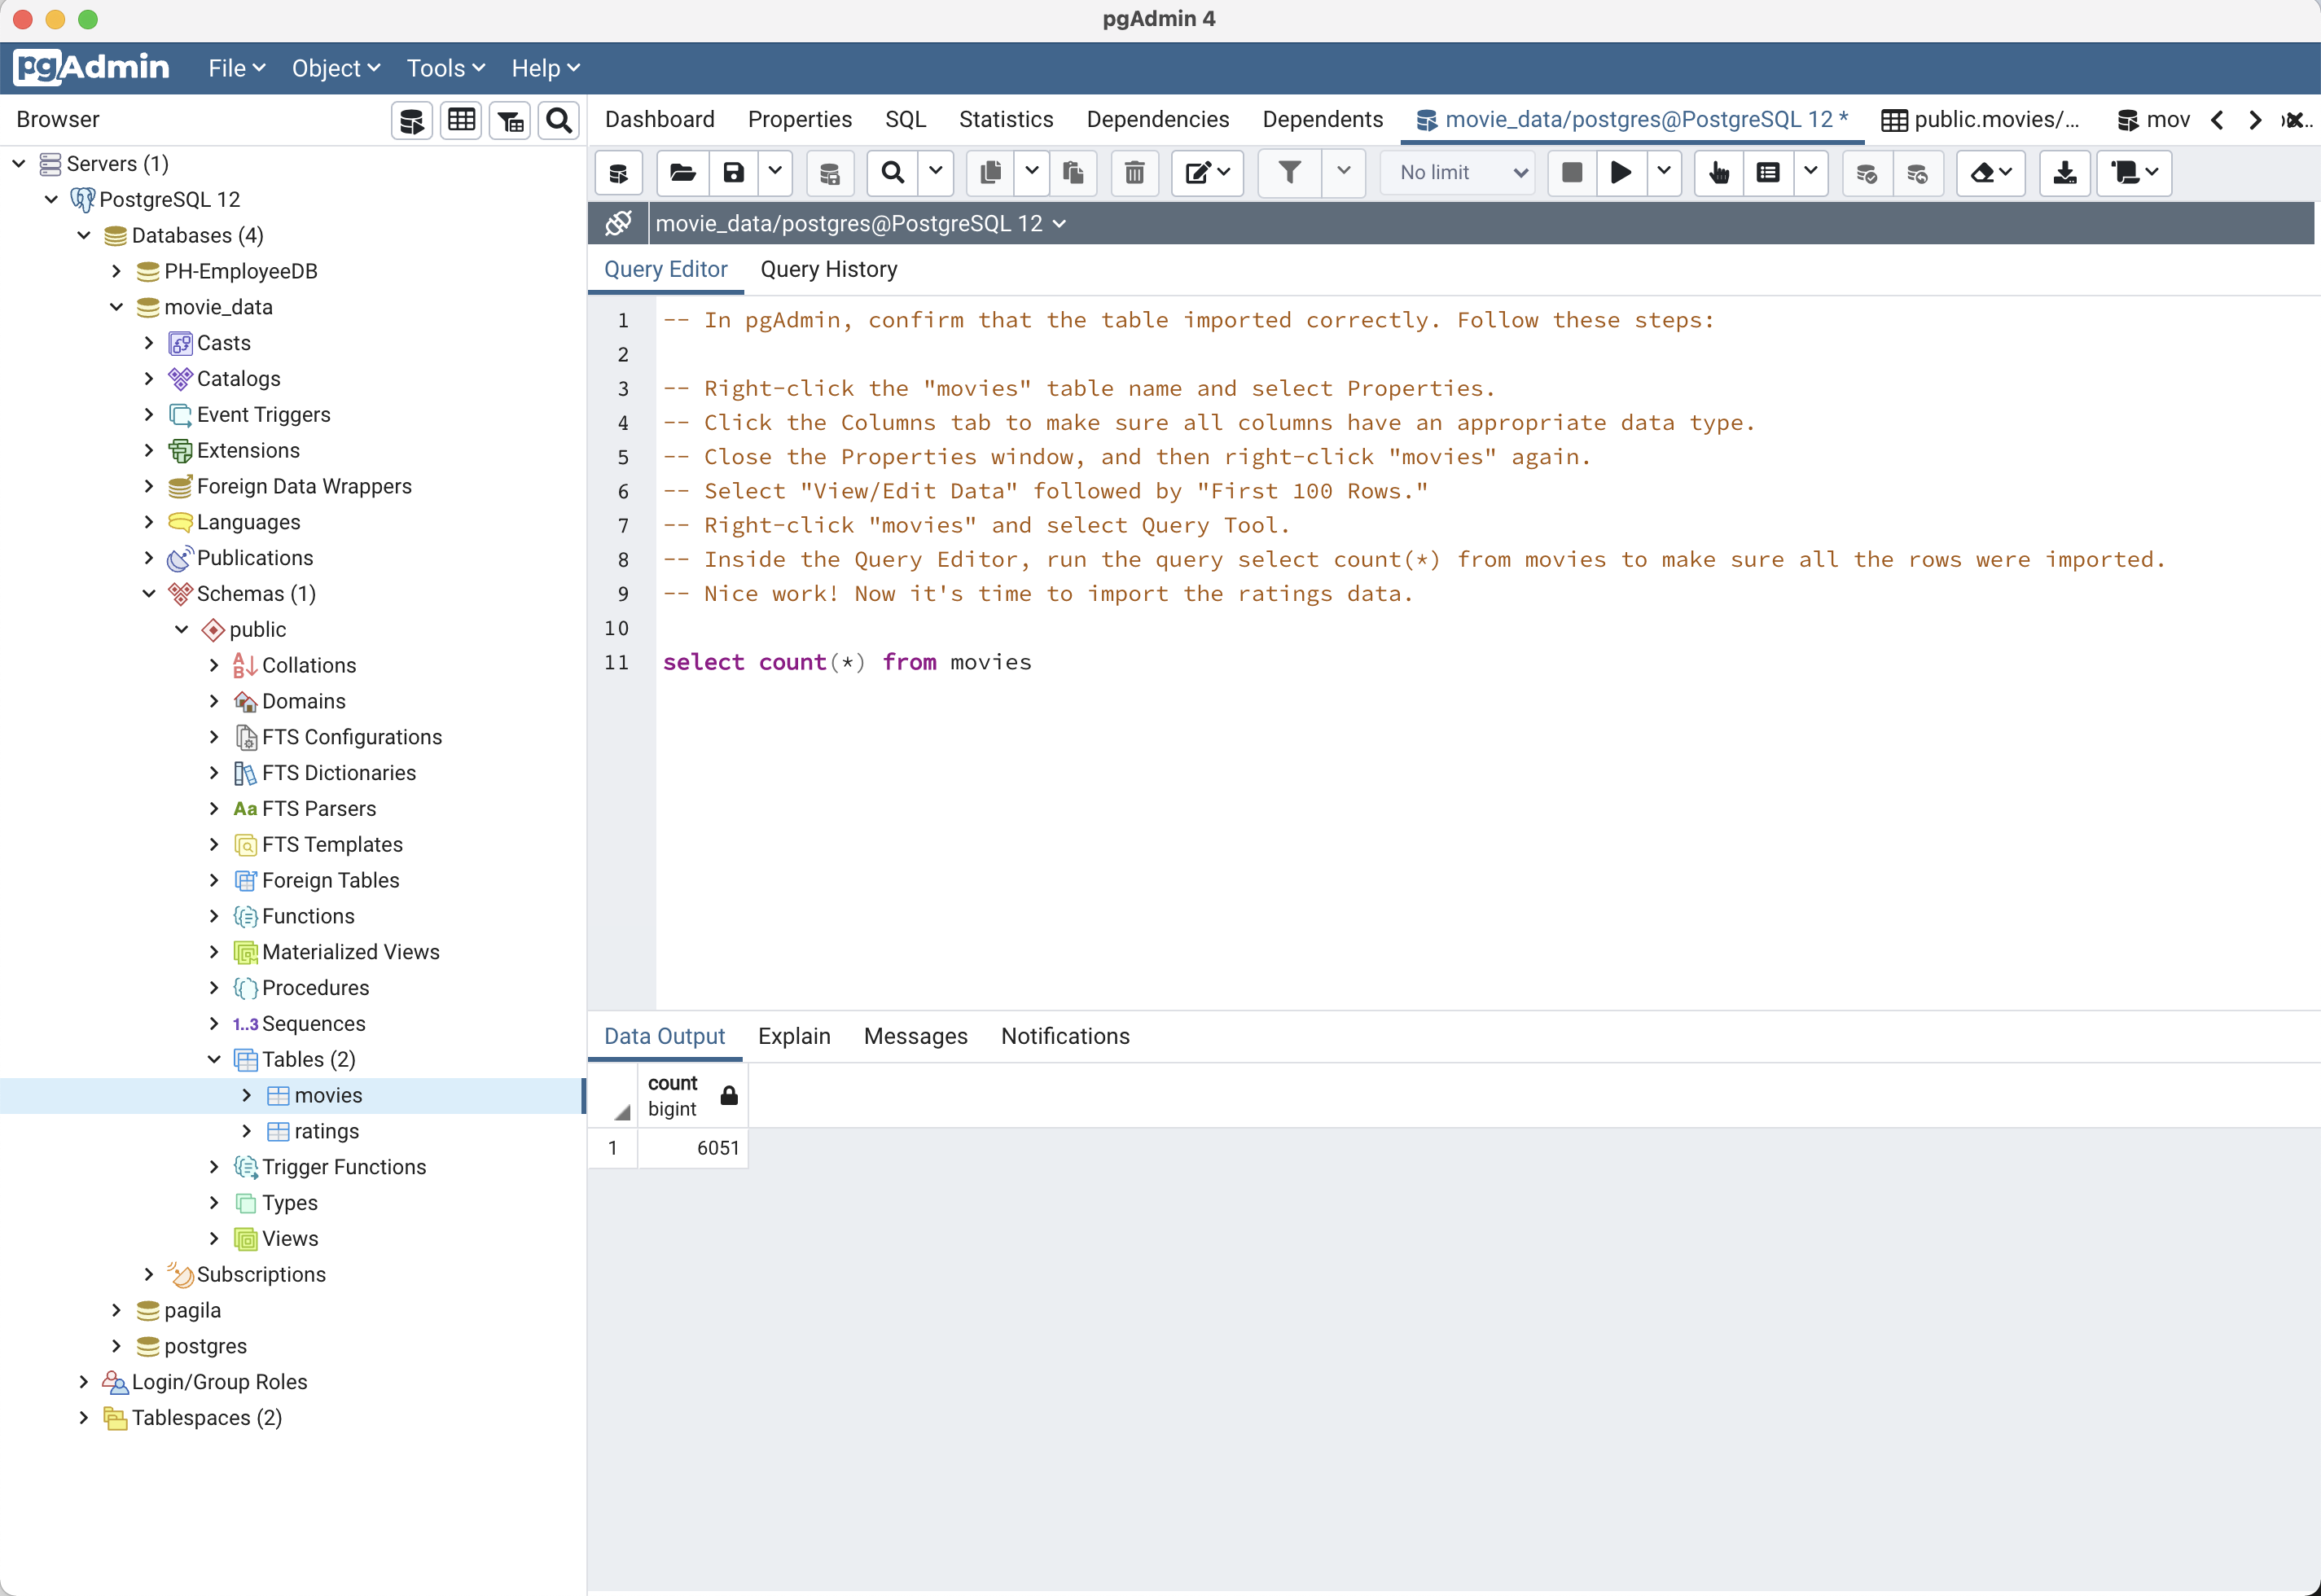 pgAdmin 4
pgAdmin File Object Tools Help
Browser
Dashboard Properties SQL Statistics Dependencies Dependents movie_data/postgres@PostgreSQL 12 * public.movies/... mov
No limit
movie_data/postgres@PostgreSQL 12
Query Editor Query History
Servers (1)
PostgreSQL 12
Databases (4)
PH-EmployeeDB
movie_data
Casts
Catalogs
Event Triggers
Extensions
Foreign Data Wrappers
Languages
Publications
Schemas (1)
public
Collations
Domains
FTS Configurations
FTS Dictionaries
Aa FTS Parsers
FTS Templates
Foreign Tables
Functions
Materialized Views
Procedures
1..3 Sequences
Tables (2)
movies
ratings
Trigger Functions
Types
Views
Subscriptions
pagila
postgres
Login/Group Roles
Tablespaces (2)
1 -- In pgAdmin, confirm that the table imported correctly. Follow these steps:
2
3 -- Right-click the "movies" table name and select Properties.
4 -- Click the Columns tab to make sure all columns have an appropriate data type.
5 -- Close the Properties window, and then right-click "movies" again.
6 -- Select "View/Edit Data" followed by "First 100 Rows."
7 -- Right-click "movies" and select Query Tool.
8 -- Inside the Query Editor, run the query select count(*) from movies to make sure all the rows were imported.
9 -- Nice work! Now it's time to import the ratings data.
10
11 select count(*) from movies
Data Output Explain Messages Notifications
count
bigint
1 6051